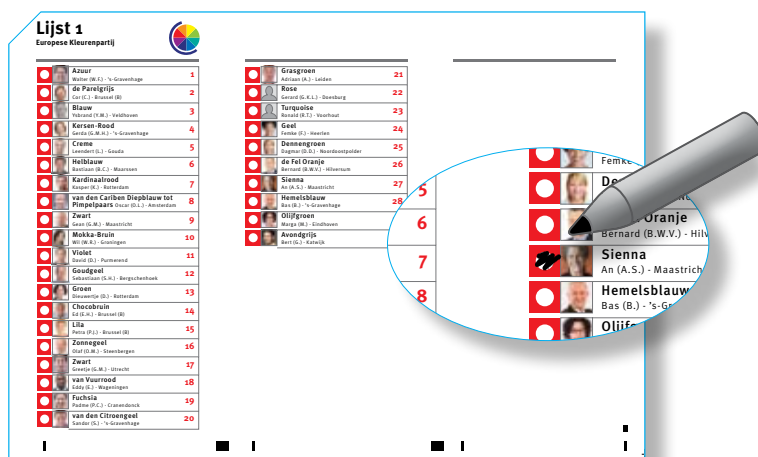 Lijst 1
Europese Kleurenpartij
Azuur
Walter (W.F.) - 's-Gravenhage
1
de Parelgrijs
Cor (C.) - Brussel (B)
2
Blauw
Ysbrand (Y.M.) - Veldhoven
3
Kersen-Rood
Gerda (G.M.H.) - 's-Gravenhage
4
Creme
Leendert (L.) - Gouda
5
Helblauw
Bastiaan (B.C.) - Maarssen
6
Kardinaalrood
Kasper (K.) - Rotterdam
7
van den Cariben Diepblauw tot
Pimpelpaars Oscar (O.L.) - Amsterdam
8
Zwart
Gean (G.M.) - Maastricht
9
Mokka-Bruin
Wil (W.R.) - Groningen
10
Violet
David (D.) - Purmerend
11
Goudgeel
Sebastiaan (S.H.) - Bergschenhoek
12
Groen
Dieuwertje (D.) - Rotterdam
13
Chocobruin
Ed (E.H.) - Brussel (B)
14
Lila
Petra (P.J.) - Brussel (B)
15
Zonnegeel
Olaf (O.M.) - Steenbergen
16
Zwart
Greetje (G.M.) - Utrecht
17
van Vuurrood
Eddy (E.) - Wageningen
18
Fuchsia
Padme (P.C.) - Cranendonck
19
van den Citroengeel
Sandor (S.) - 's-Gravenhage
20
Grasgroen
Adriaan (A.) - Leiden
21
Rose
Gerard (G.K.L.) - Doesburg
22
Turquoise
Ronald (R.T.) - Voorhout
23
Geel
Femke (F.) - Heerlen
24
Dennengroen
Dagmar (D.D.) - Noordoostpolder
25
de Fel Oranje
Bernard (B.W.V.) - Hilversum
26
Sienna
An (A.S.) - Maastricht
27
Hemelsblauw
Bas (B.) - 's-Gravenhage
28
Olijfgroen
Marga (M.) - Eindhoven
Avondgrijs
Bert (G.) - Katwijk
5
6
7
8
Femke
De
Oranje
Bernard (B.W.V.) - Hilv
Sienna
An (A.S.) - Maastrich
Hemelsblauw
Bas (B.) - 's-Gr
Olijf